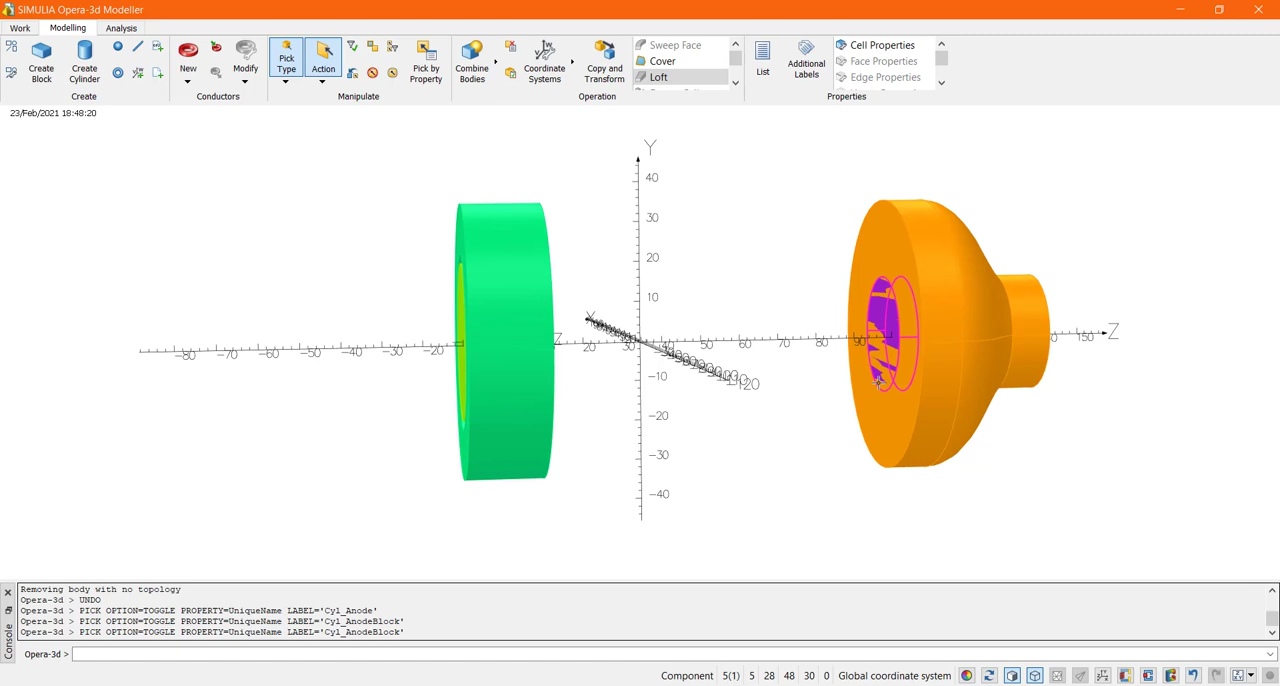 SIMULIA Opera-3d Modeller
Work Modelling Analysis
Create Block
Create Cylinder
Create
New
Modify
Conductors
Pick Type
Action
Pick by Property
Manipulate
Combine Bodies
Coordinate Systems
Copy and Transform
Sweep Face
Cover
Loft
Operation
List
Additional Labels
Cell Properties
Face Properties
Edge Properties
Properties
23/Feb/2021 18:48:20
Y
40
30
20
10
-10
-20
-30
-40
X
-80 -70 -60 -50 -40 -30 -20
Z
20 30 40 50 60 70 80 90
150 Z
120
Removing body with no topology
Opera-3d > UNDO
Opera-3d > PICK OPTION=TOGGLE PROPERTY=UniqueName LABEL='Cyl_Anode'
Opera-3d > PICK OPTION=TOGGLE PROPERTY=UniqueName LABEL='Cyl_AnodeBlock'
Opera-3d > PICK OPTION=TOGGLE PROPERTY=UniqueName LABEL='Cyl_AnodeBlock'
Console
Opera-3d >
Component 5(1) 5 28 48 30 0 Global coordinate system